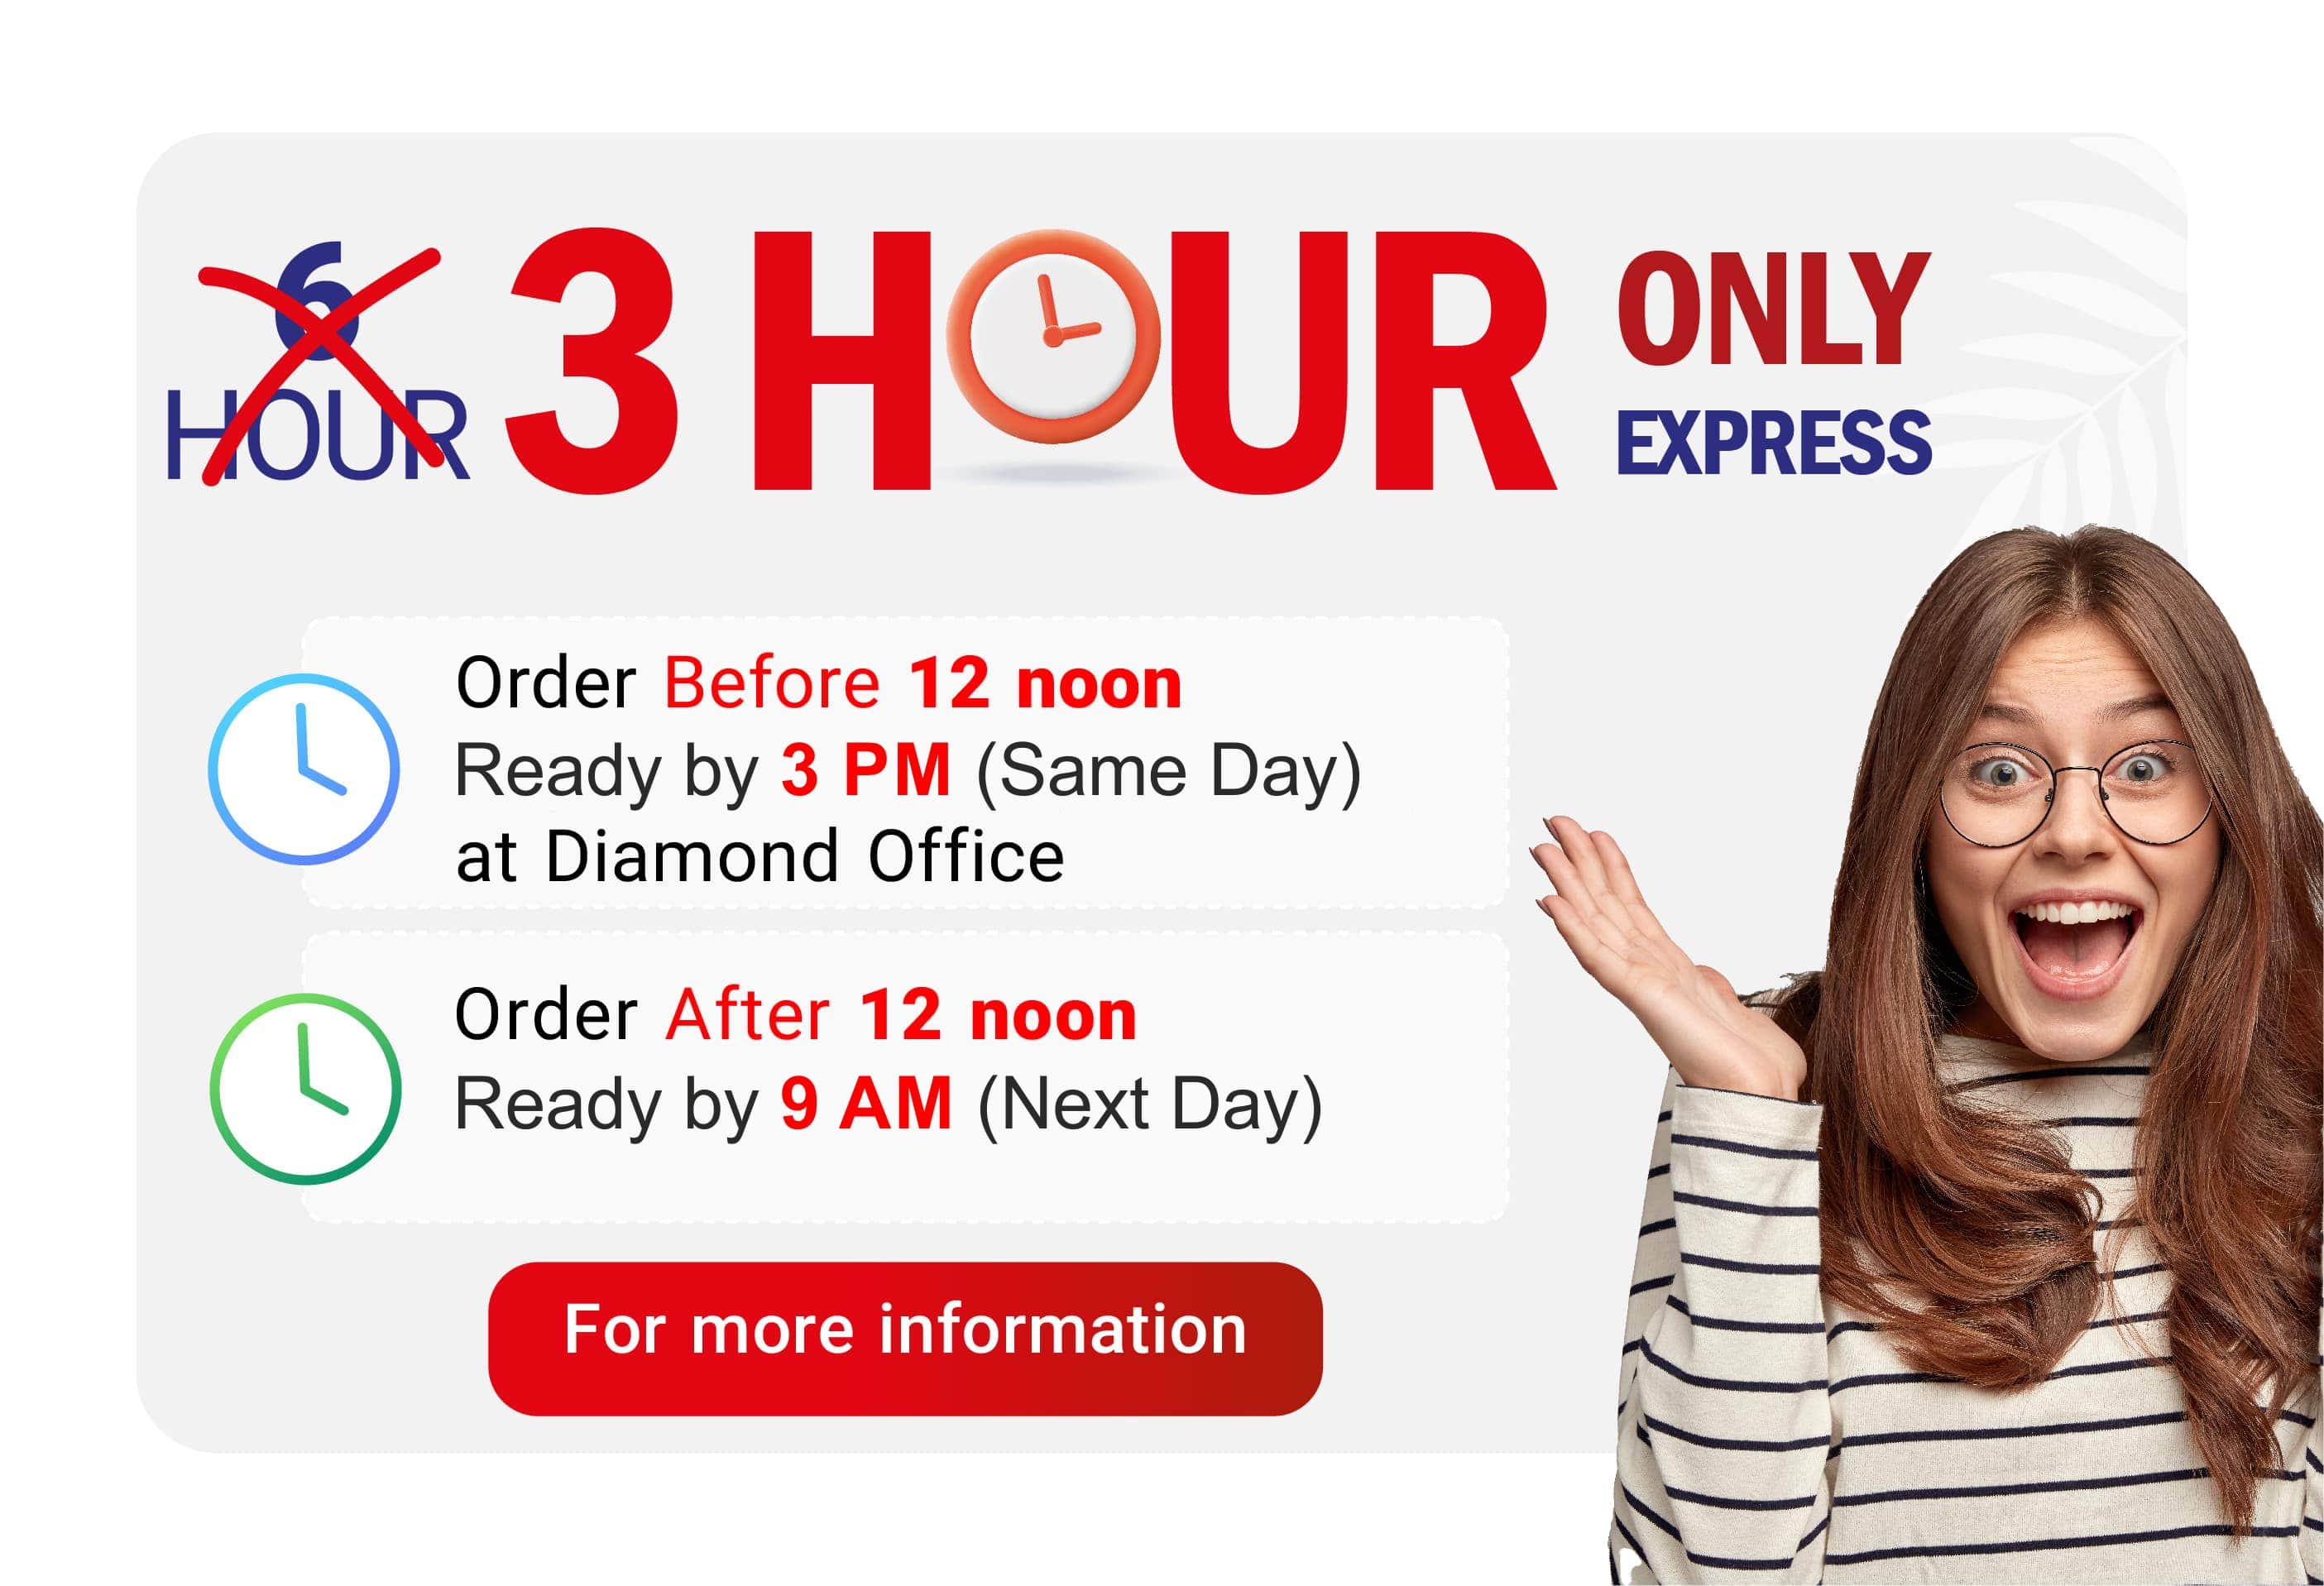 6
HOUR
3 HOUR
ONLY
EXPRESS
Order Before 12 noon
Ready by 3 PM (Same Day)
at Diamond Office
Order After 12 noon
Ready by 9 AM (Next Day)
For more information